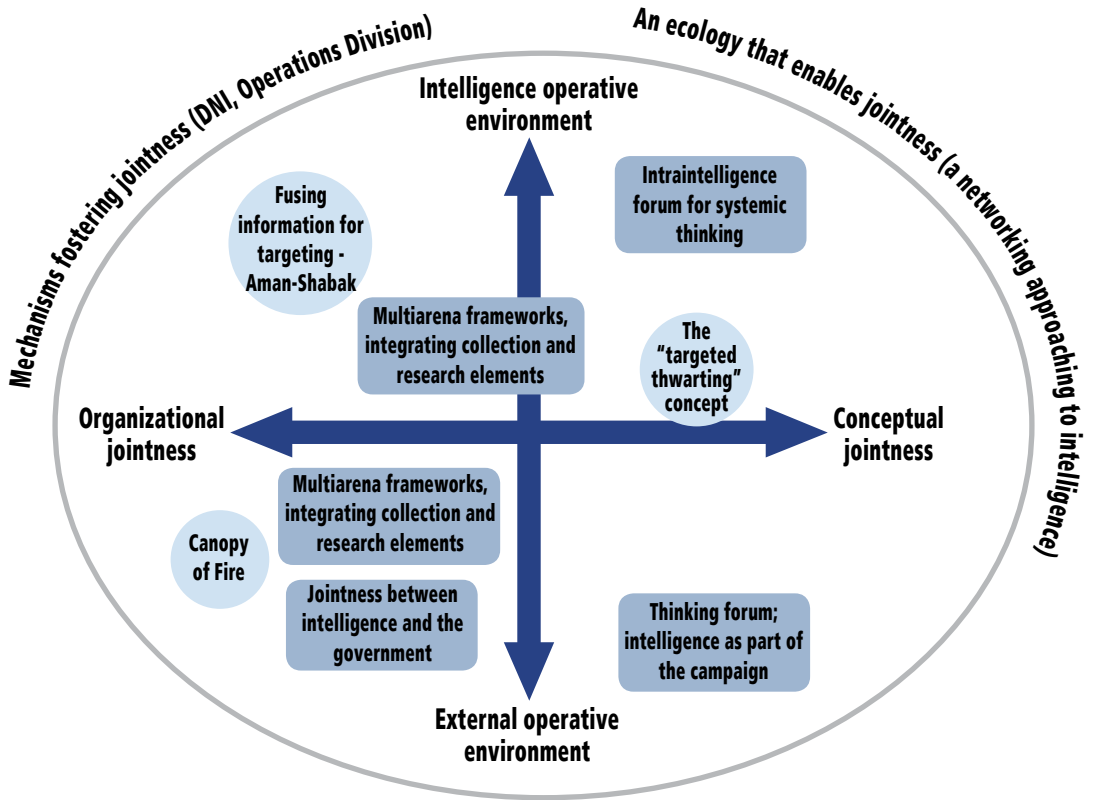 Mechanisms fostering jointness (DNI, Operations Division)
An ecology that enables jointness (a networking approaching to intelligence)
Intelligence operative
environment
Fusing
information for
targeting -
Aman-Shabak
Intraintelligence
forum for systemic
thinking
Multiarena frameworks,
integrating collection and
research elements
The
“targeted
thwarting”
concept
Organizational
jointness
Conceptual
jointness
Multiarena frameworks,
integrating collection and
research elements
Canopy
of Fire
Jointness between
intelligence and the
government
Thinking forum;
intelligence as part of
the campaign
External operative
environment